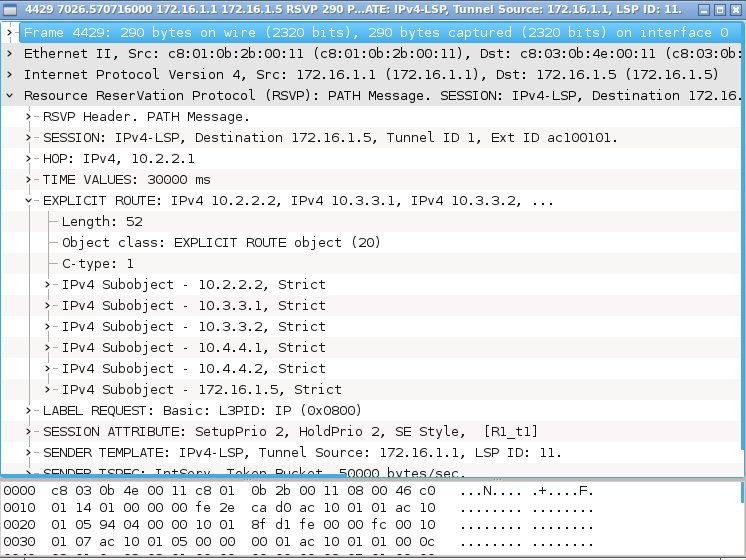 4429 7026.570716000 172.16.1.1 172.16.1.5 RSVP 290 P...ATE: IPv4-LSP, Tunnel Source: 172.16.1.1, LSP ID: 11.
Frame 4429: 290 bytes on wire (2320 bits), 290 bytes captured (2320 bits) on interface 0
Ethernet II, Src: c8:01:0b:2b:00:11 (c8:01:0b:2b:00:11), Dst: c8:03:0b:4e:00:11 (c8:03:0b:
Internet Protocol Version 4, Src: 172.16.1.1 (172.16.1.1), Dst: 172.16.1.5 (172.16.1.5)
Resource ReserVation Protocol (RSVP): PATH Message. SESSION: IPv4-LSP, Destination 172.16.
RSVP Header. PATH Message.
SESSION: IPv4-LSP, Destination 172.16.1.5, Tunnel ID 1, Ext ID ac100101.
HOP: IPv4, 10.2.2.1
TIME VALUES: 30000 ms
EXPLICIT ROUTE: IPv4 10.2.2.2, IPv4 10.3.3.1, IPv4 10.3.3.2, ...
Length: 52
Object class: EXPLICIT ROUTE object (20)
C-type: 1
IPv4 Subobject - 10.2.2.2, Strict
IPv4 Subobject - 10.3.3.1, Strict
IPv4 Subobject - 10.3.3.2, Strict
IPv4 Subobject - 10.4.4.1, Strict
IPv4 Subobject - 10.4.4.2, Strict
IPv4 Subobject - 172.16.1.5, Strict
LABEL REQUEST: Basic: L3PID: IP (0x0800)
SESSION ATTRIBUTE: SetupPrio 2, HoldPrio 2, SE Style,  [R1_t1]
SENDER TEMPLATE: IPv4-LSP, Tunnel Source: 172.16.1.1, LSP ID: 11.
SENDER TSPEC: IntServ, Token Bucket, 50000 bytes/sec.
0000 c8 03 0b 4e 00 11 c8 01 0b 2b 00 11 08 00 46 c0 ...N.... .+....F.
0010 01 14 01 04 00 00 fe 2e ca d0 ac 10 01 01 ac 10 ........ ........
0020 01 05 94 04 00 00 10 01 8f d1 fe 00 00 fc 00 10 ........ ........
0030 01 07 ac 10 01 05 00 00 00 01 ac 10 01 01 00 0c ........ ........